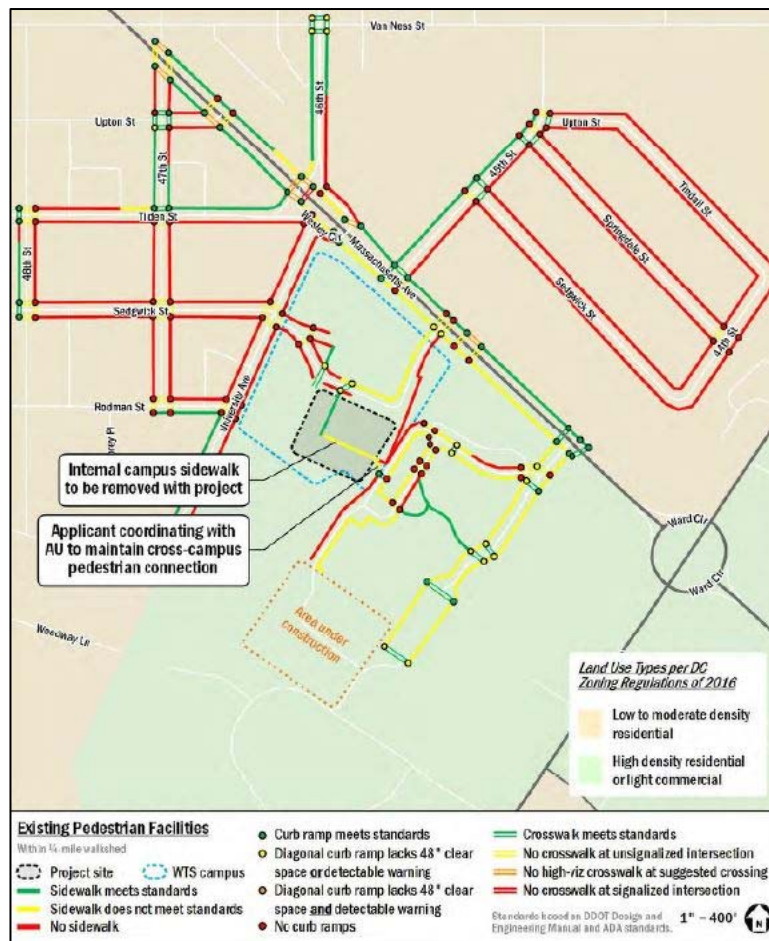 Van Ness St
46th St
Upton St
47th St
Upton St
45th St
Tindall St
Springdale St
Sedgwick St
44th St
Tilden St
Wesley Cir
Massachusetts Ave
48th St
Sedgwick St
Rodman St
University Ave
Internal campus sidewalk
to be removed with project
Applicant coordinating with
AU to maintain cross-campus
pedestrian connection
Ward Cir
Ward Cir
Area under
construction
Land Use Types per DC
Zoning Regulations of 2016
Low to moderate density
residential
High density residential
or light commercial
Existing Pedestrian Facilities
Within ¼-mile walkshed
Project site
WTS campus
Sidewalk meets standards
Sidewalk does not meet standards
No sidewalk
Curb ramp meets standards
Diagonal curb ramp lacks 48" clear
space or detectable warning
Diagonal curb ramp lacks 48" clear
space and detectable warning
No curb ramps
Crosswalk meets standards
No crosswalk at unsignalized intersection
No high-viz crosswalk at suggested crossing
No crosswalk at signalized intersection
Standards based on DDOT Design and
Engineering Manual and ADA standards.
1" = 400'
N